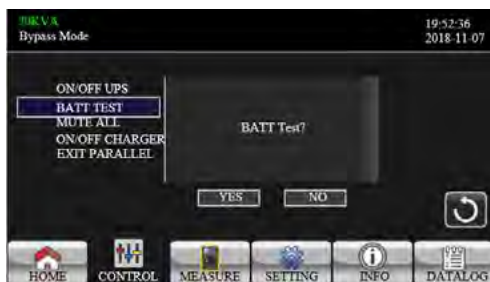 Bypass Mode
19:52:36
2018-11-07
ON/OFF UPS
BATT TEST
MUTE ALL
ON/OFF CHARGER
EXIT PARALLEL
BATT Test?
YES
NO
HOME
CONTROL
MEASURE
SETTING
INFO
DATALOG